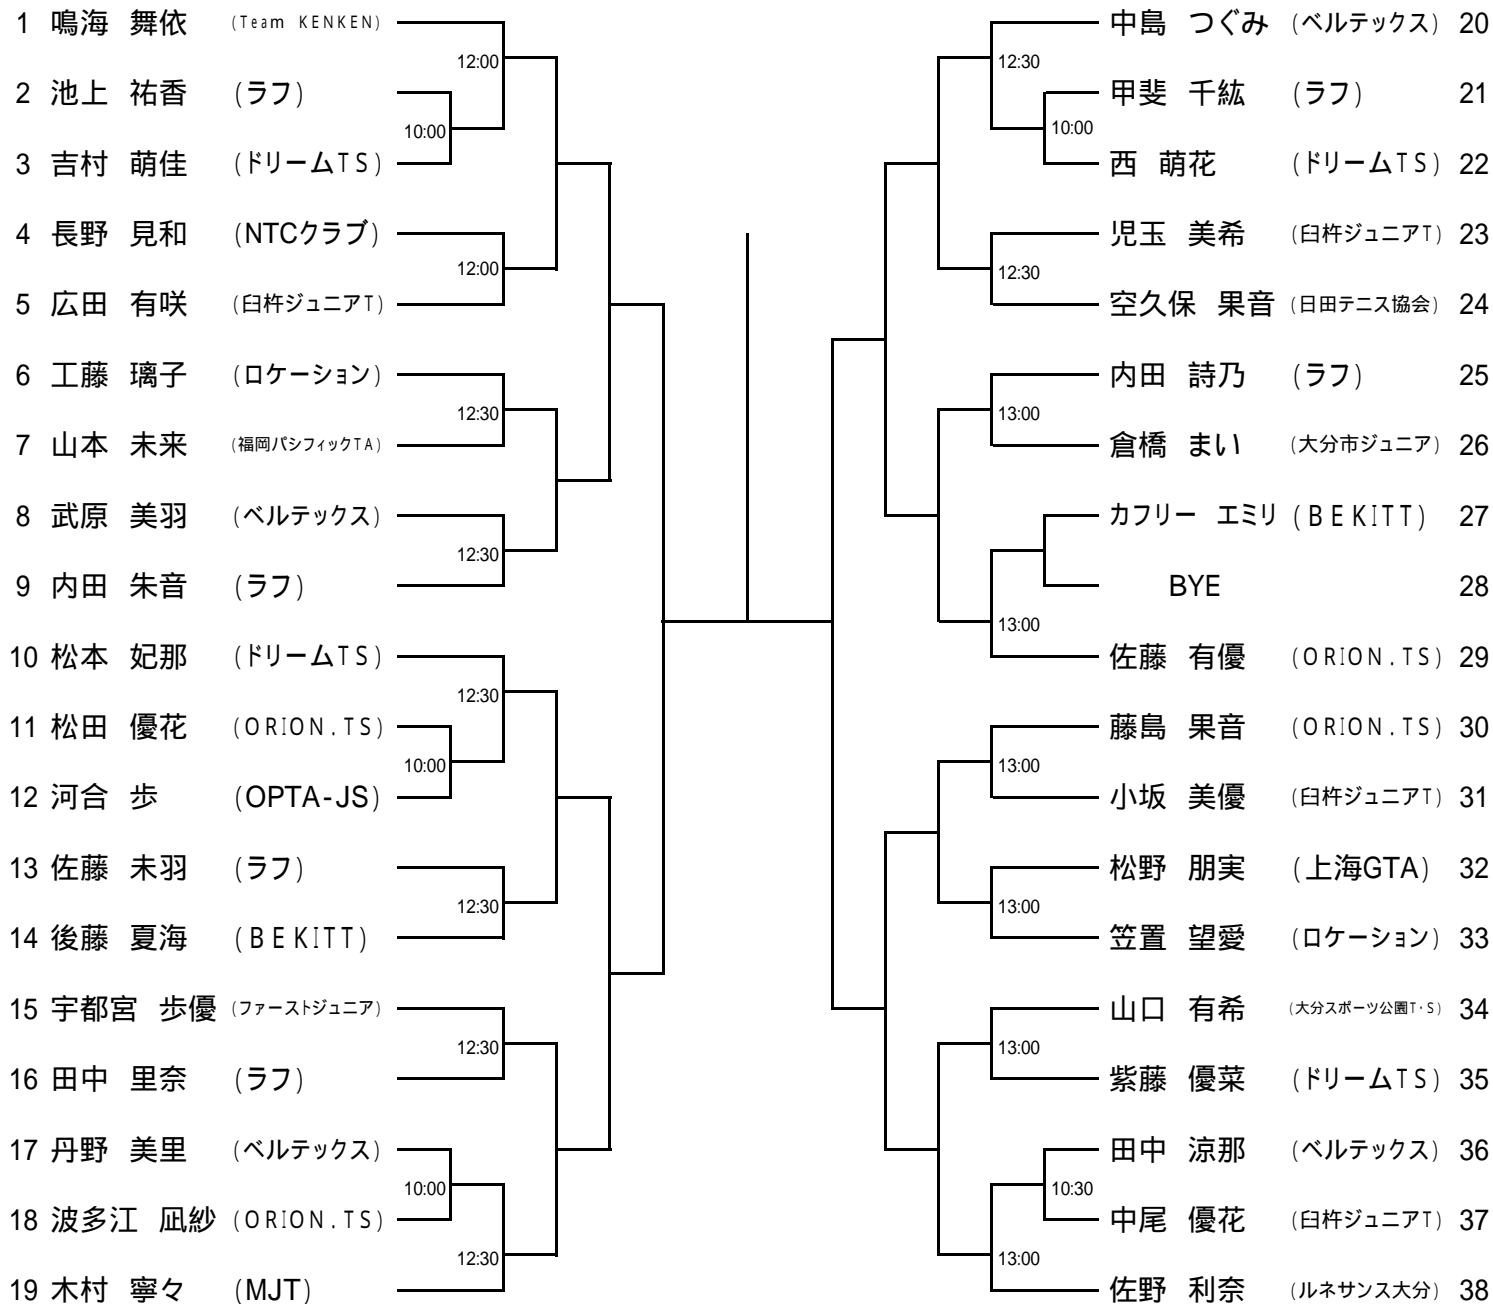 1 鳴海 舞依 (Team KENKEN)
12:00
2 池上 祐香 (ラフ)
10:00
3 吉村 萌佳 (ドリームTS)
4 長野 見和 (NTCクラブ)
12:00
5 広田 有咲 (臼杵ジュニアT)
6 工藤 璃子 (ロケーション)
12:30
7 山本 未来 (福岡パシフィックTA)
8 武原 美羽 (ベルテックス)
12:30
9 内田 朱音 (ラフ)
10 松本 妃那 (ドリームTS)
12:30
11 松田 優花 (ORION.TS)
10:00
12 河合 歩 (OPTA-JS)
13 佐藤 未羽 (ラフ)
12:30
14 後藤 夏海 (BEKITT)
15 宇都宮 歩優 (ファーストジュニア)
12:30
16 田中 里奈 (ラフ)
17 丹野 美里 (ベルテックス)
10:00
18 波多江 凪紗 (ORION.TS)
12:30
19 木村 寧々 (MJT)
中島 つぐみ (ベルテックス) 20
12:30
甲斐 千紘 (ラフ) 21
10:00
西 萌花 (ドリームTS) 22
児玉 美希 (臼杵ジュニアT) 23
12:30
空久保 果音 (日田テニス協会) 24
内田 詩乃 (ラフ) 25
13:00
倉橋 まい (大分市ジュニア) 26
カフリー エミリ (BEKITT) 27
BYE 28
13:00
佐藤 有優 (ORION.TS) 29
藤島 果音 (ORION.TS) 30
13:00
小坂 美優 (臼杵ジュニアT) 31
松野 朋実 (上海GTA) 32
13:00
笠置 望愛 (ロケーション) 33
山口 有希 (大分スポーツ公園T・S) 34
13:00
紫藤 優菜 (ドリームTS) 35
田中 涼那 (ベルテックス) 36
10:30
中尾 優花 (臼杵ジュニアT) 37
13:00
佐野 利奈 (ルネサンス大分) 38